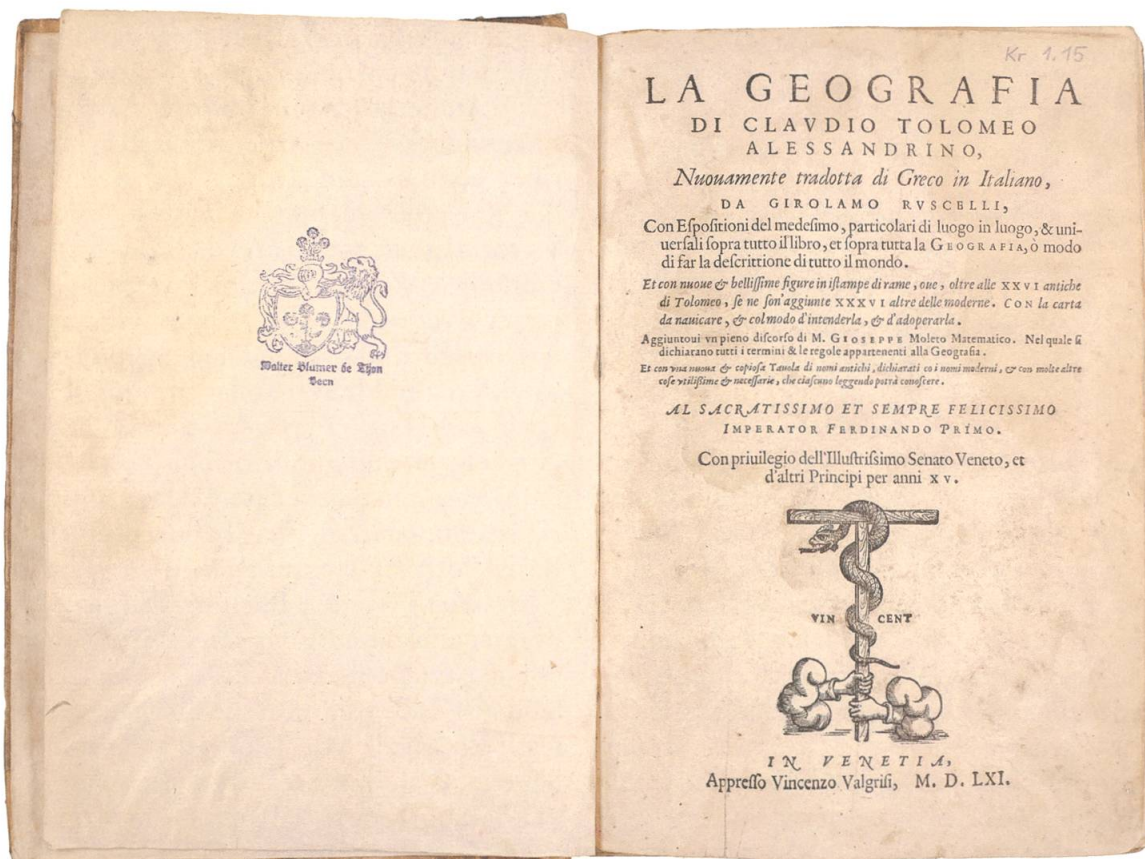 Walter Blumer de Thon
Bern
Kr 1.15
LA GEOGRAFIA
DI CLAVDIO TOLOMEO
ALESSANDRINO,
Nuouamente tradotta di Greco in Italiano,
DA GIROLAMO RVSCELLI,
Con Eſpoſitioni del medeſimo, particolari di luogo in luogo, & uni-
uerſali ſopra tutto il libro, et ſopra tutta la GEOGRAFIA, ò modo
di far la deſcrittione di tutto il mondo.
Et con nuoue & belliſſime figure in iſtampe di rame, oue, oltre alle XXVI antiche
di Tolomeo, ſe ne ſon'aggiunte XXXVI altre delle moderne. CON la carta
da nauicare, & col modo d'intenderla, & d'adoperarla.
Aggiuntoui vn pieno diſcorſo di M. GIOSEPPE Moleto Matematico. Nel quale ſi
dichiarano tutti i termini & le regole appartenenti alla Geografia.
Et con vna nuoua & copioſa Tauola di nomi antichi, dichiarati co i nomi moderni, & con molte altre
coſe vtiliſſime & neceſſarie, che ciaſcuno leggendo potrà conoſcere.
AL SACRATISSIMO ET SEMPRE FELICISSIMO
IMPERATOR FERDINANDO PRIMO.
Con priuilegio dell'Illuſtriſſimo Senato Veneto, et
d'altri Principi per anni XV.
VIN CENT
IN VENETIA,
Appreſſo Vincenzo Valgriſi, M. D. LXI.